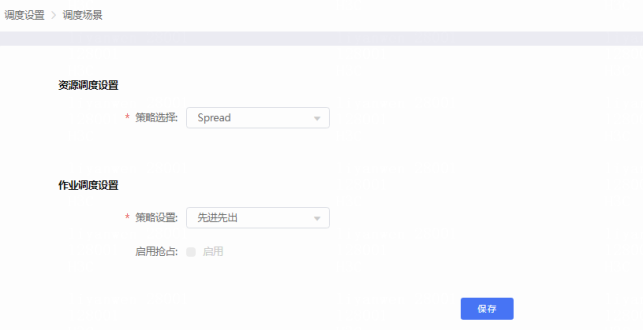 调度设置 > 调度场景
资源调度设置
* 策略选择: Spread
作业调度设置
* 策略设置: 先进先出
启用抢占: 启用
保存